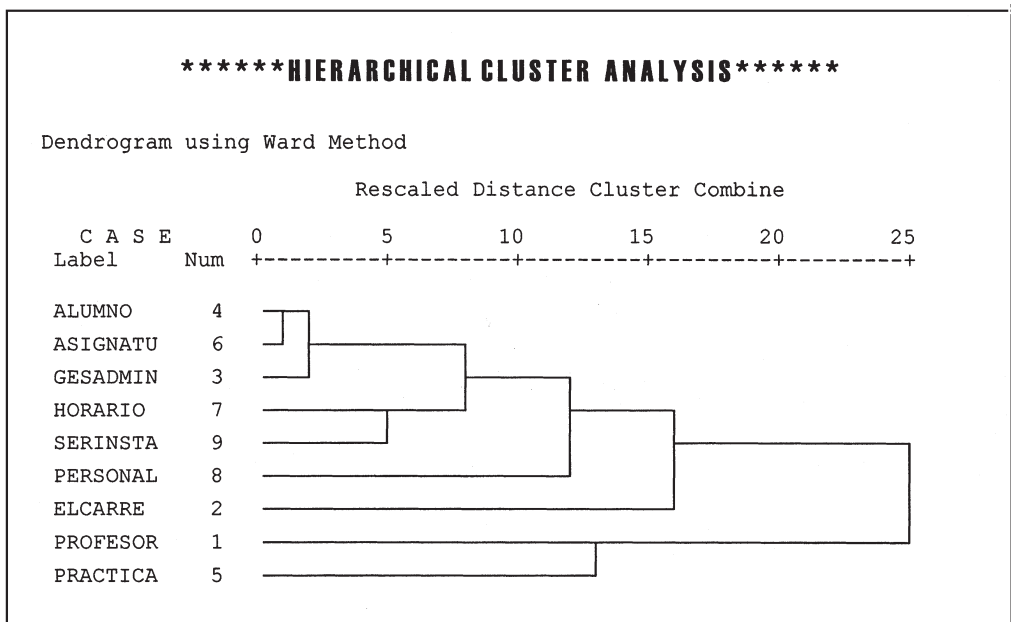 ******HIERARCHICAL CLUSTER ANALYSIS******
Dendrogram using Ward Method
Rescaled Distance Cluster Combine
C A S E 0 5 10 15 20 25
Label Num +---------+---------+---------+---------+---------+
ALUMNO 4
ASIGNATU 6
GESADMIN 3
HORARIO 7
SERINSTA 9
PERSONAL 8
ELCARRE 2
PROFESOR 1
PRACTICA 5